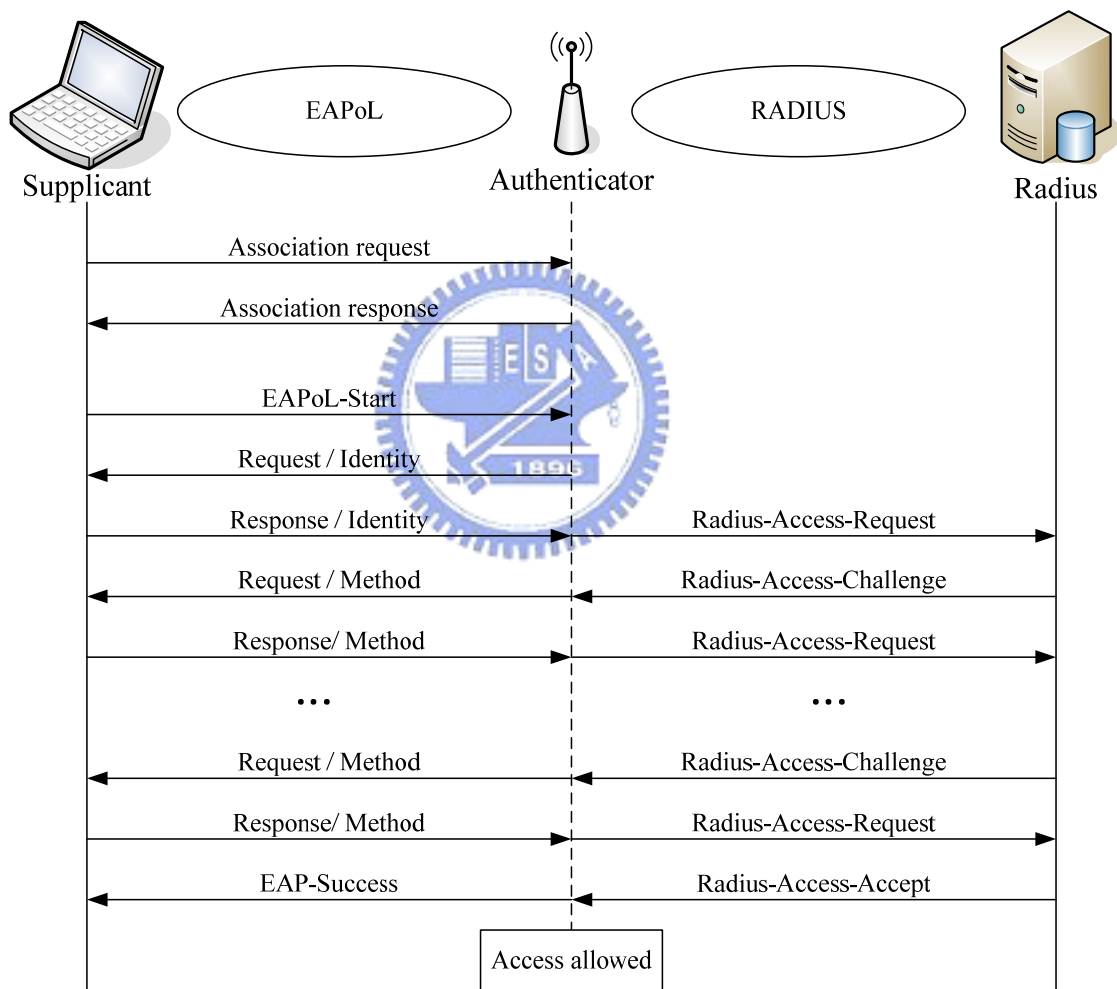 EAPoL
RADIUS
Supplicant
Authenticator
Radius
Association request
Association response
E S A
EAPoL-Start
Request / Identity
1896
Response / Identity Radius-Access-Request
Request / Method Radius-Access-Challenge
Response/ Method Radius-Access-Request
... ...
Request / Method Radius-Access-Challenge
Response/ Method Radius-Access-Request
EAP-Success Radius-Access-Accept
Access allowed